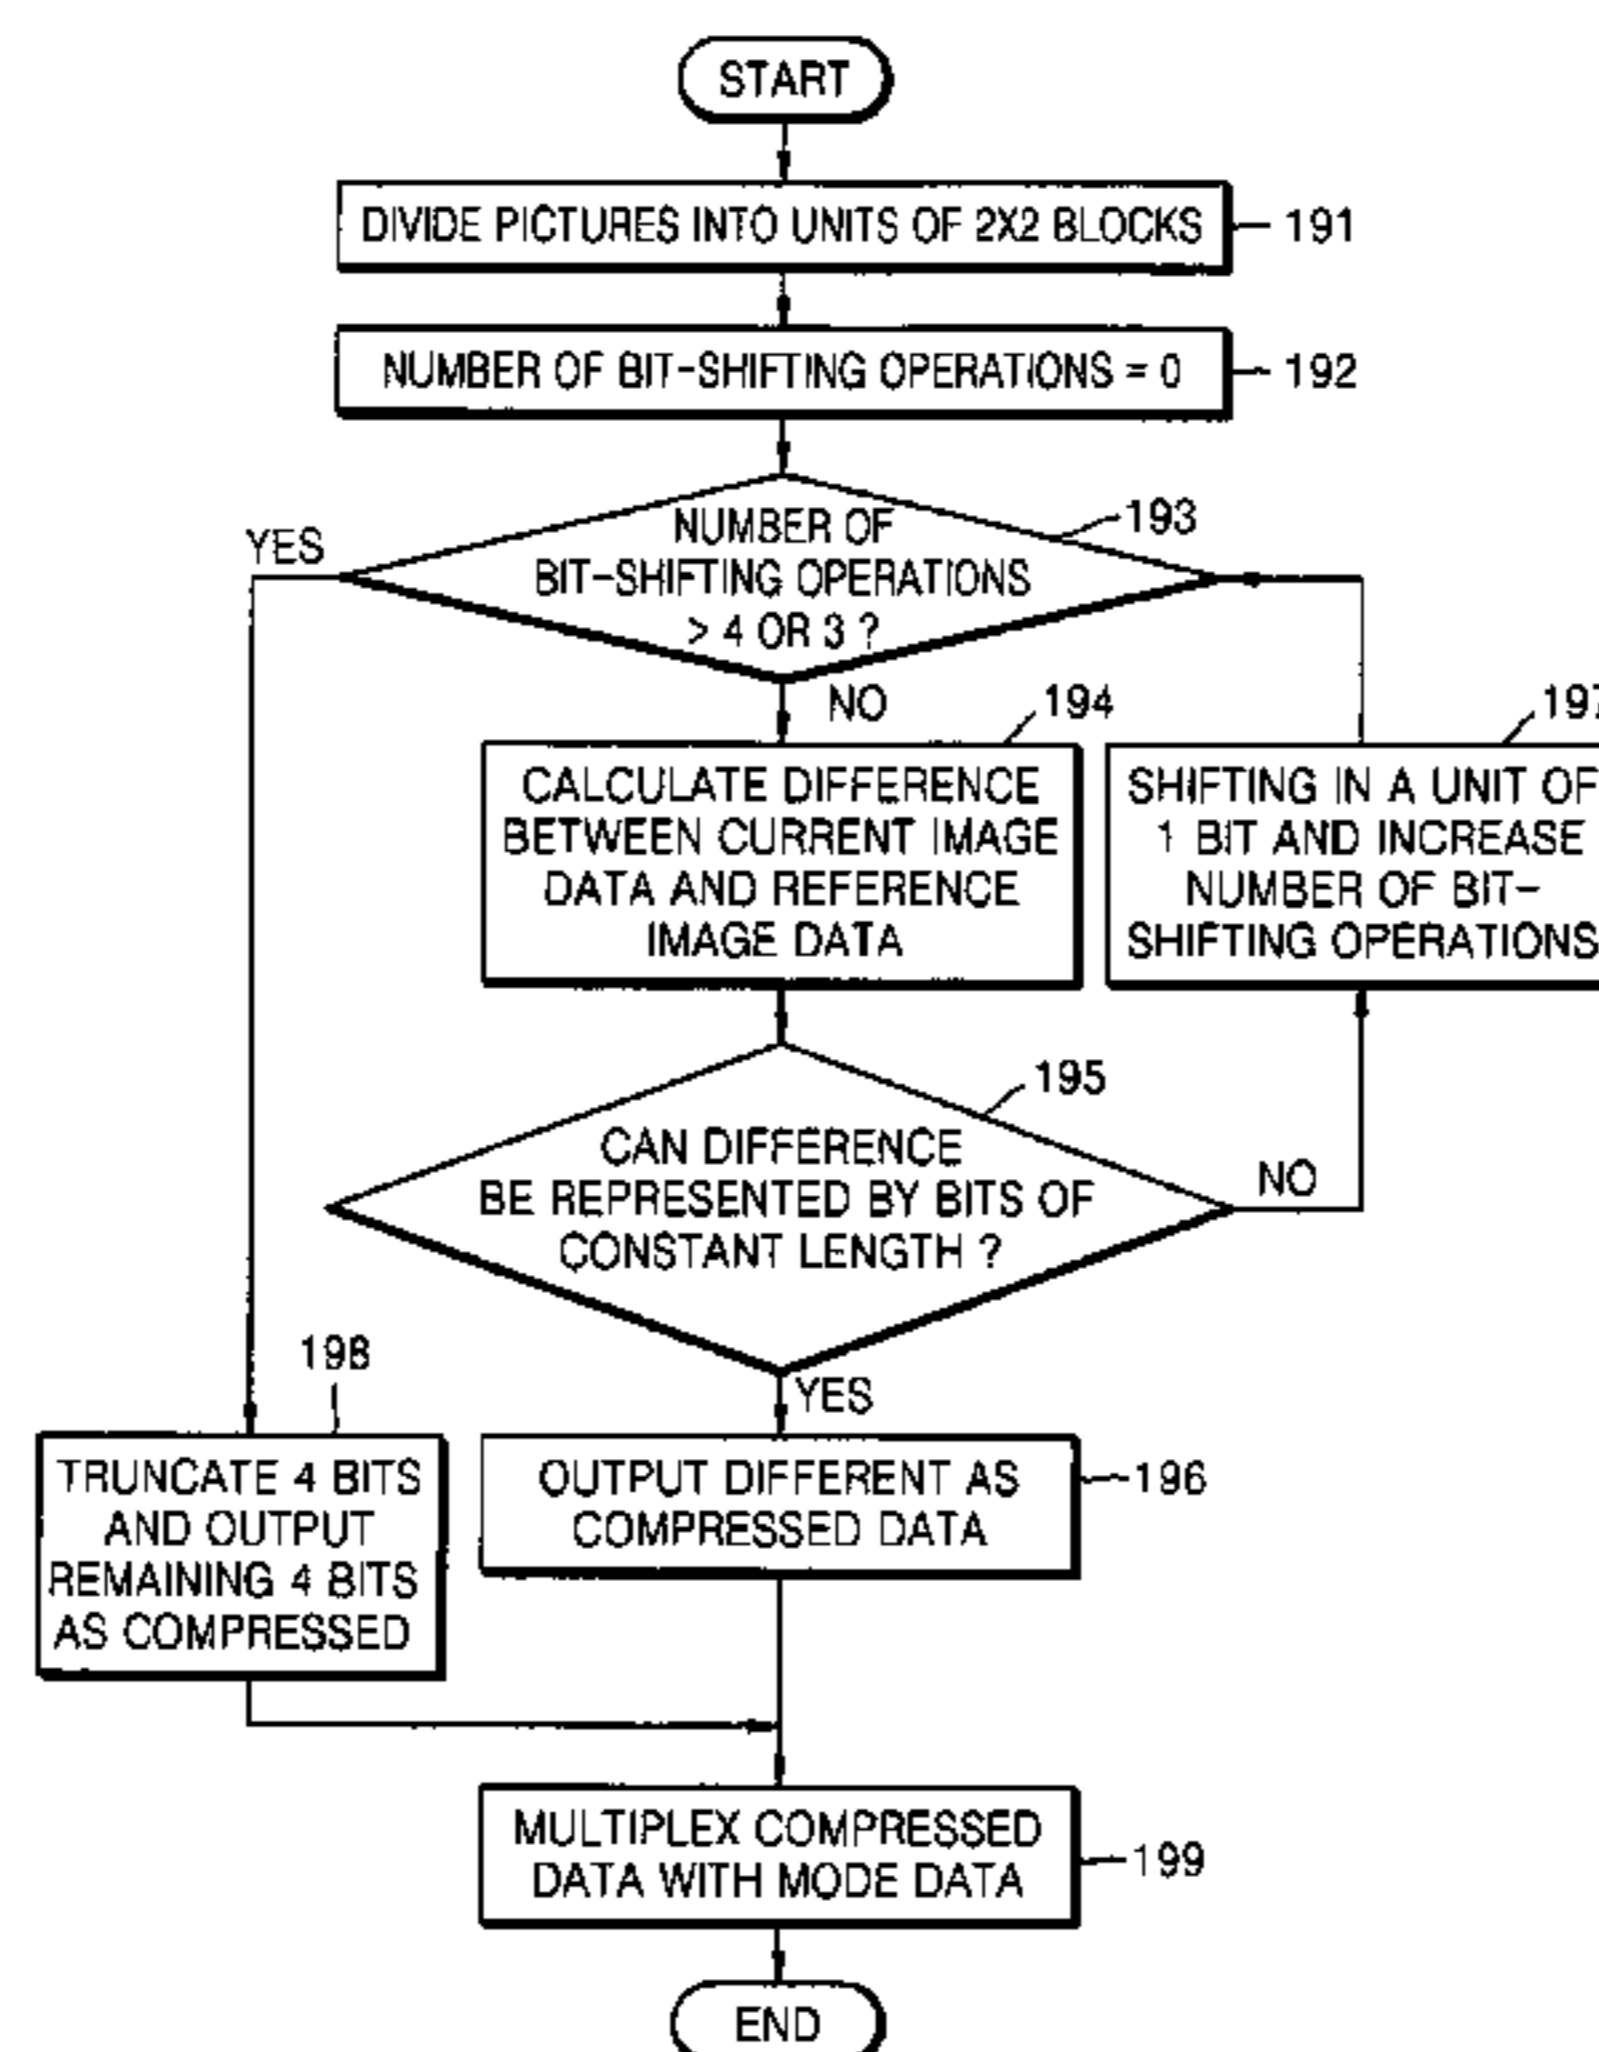 START
DIVIDE PICTURES INTO UNITS OF 2X2 BLOCKS
191
NUMBER OF BIT-SHIFTING OPERATIONS = 0
192
NUMBER OF
BIT-SHIFTING OPERATIONS
> 4 OR 3 ?
193
YES
NO
194
CALCULATE DIFFERENCE
BETWEEN CURRENT IMAGE
DATA AND REFERENCE
IMAGE DATA
197
SHIFTING IN A UNIT OF
1 BIT AND INCREASE
NUMBER OF BIT-
SHIFTING OPERATIONS
195
CAN DIFFERENCE
BE REPRESENTED BY BITS OF
CONSTANT LENGTH ?
NO
YES
198
TRUNCATE 4 BITS
AND OUTPUT
REMAINING 4 BITS
AS COMPRESSED
OUTPUT DIFFERENT AS
COMPRESSED DATA
196
MULTIPLEX COMPRESSED
DATA WITH MODE DATA
199
END